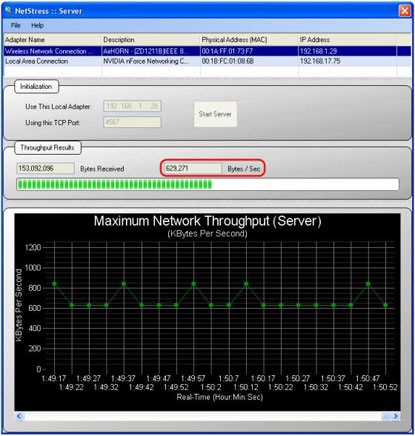 NetStress :: Server
File Help
Adapter Name Description Physical Address (MAC) IP Address
Wireless Network Connection ... AirHORN - (ZD1211B)IEEE 8... 00:1A:FF:01:73:F7 192.168.1.29
Local Area Connection NVIDIA nForce Networking C... 00:1B:FC:01:08:6B 192.168.17.75
Initialization
Use This Local Adapter: 192 . 168 . 1 . 29
Using this TCP Port: 4567
Start Server
Throughput Results
153,092,096 Bytes Received 629,271 Bytes / Sec
Maximum Network Throughput (Server)
(KBytes Per Second)
KBytes Per Second
1200
1000
800
600
400
200
0
1:49.17 1:49.27 1:49.37 1:49.47 1:49.57 1:50.7 1:50.17 1:50.27 1:50.37 1:50.47
1:49.22 1:49.32 1:49.42 1:49.52 1:50.2 1:50.12 1:50.22 1:50.32 1:50.42 1:50.52
Real-Time (Hour:Min:Sec)